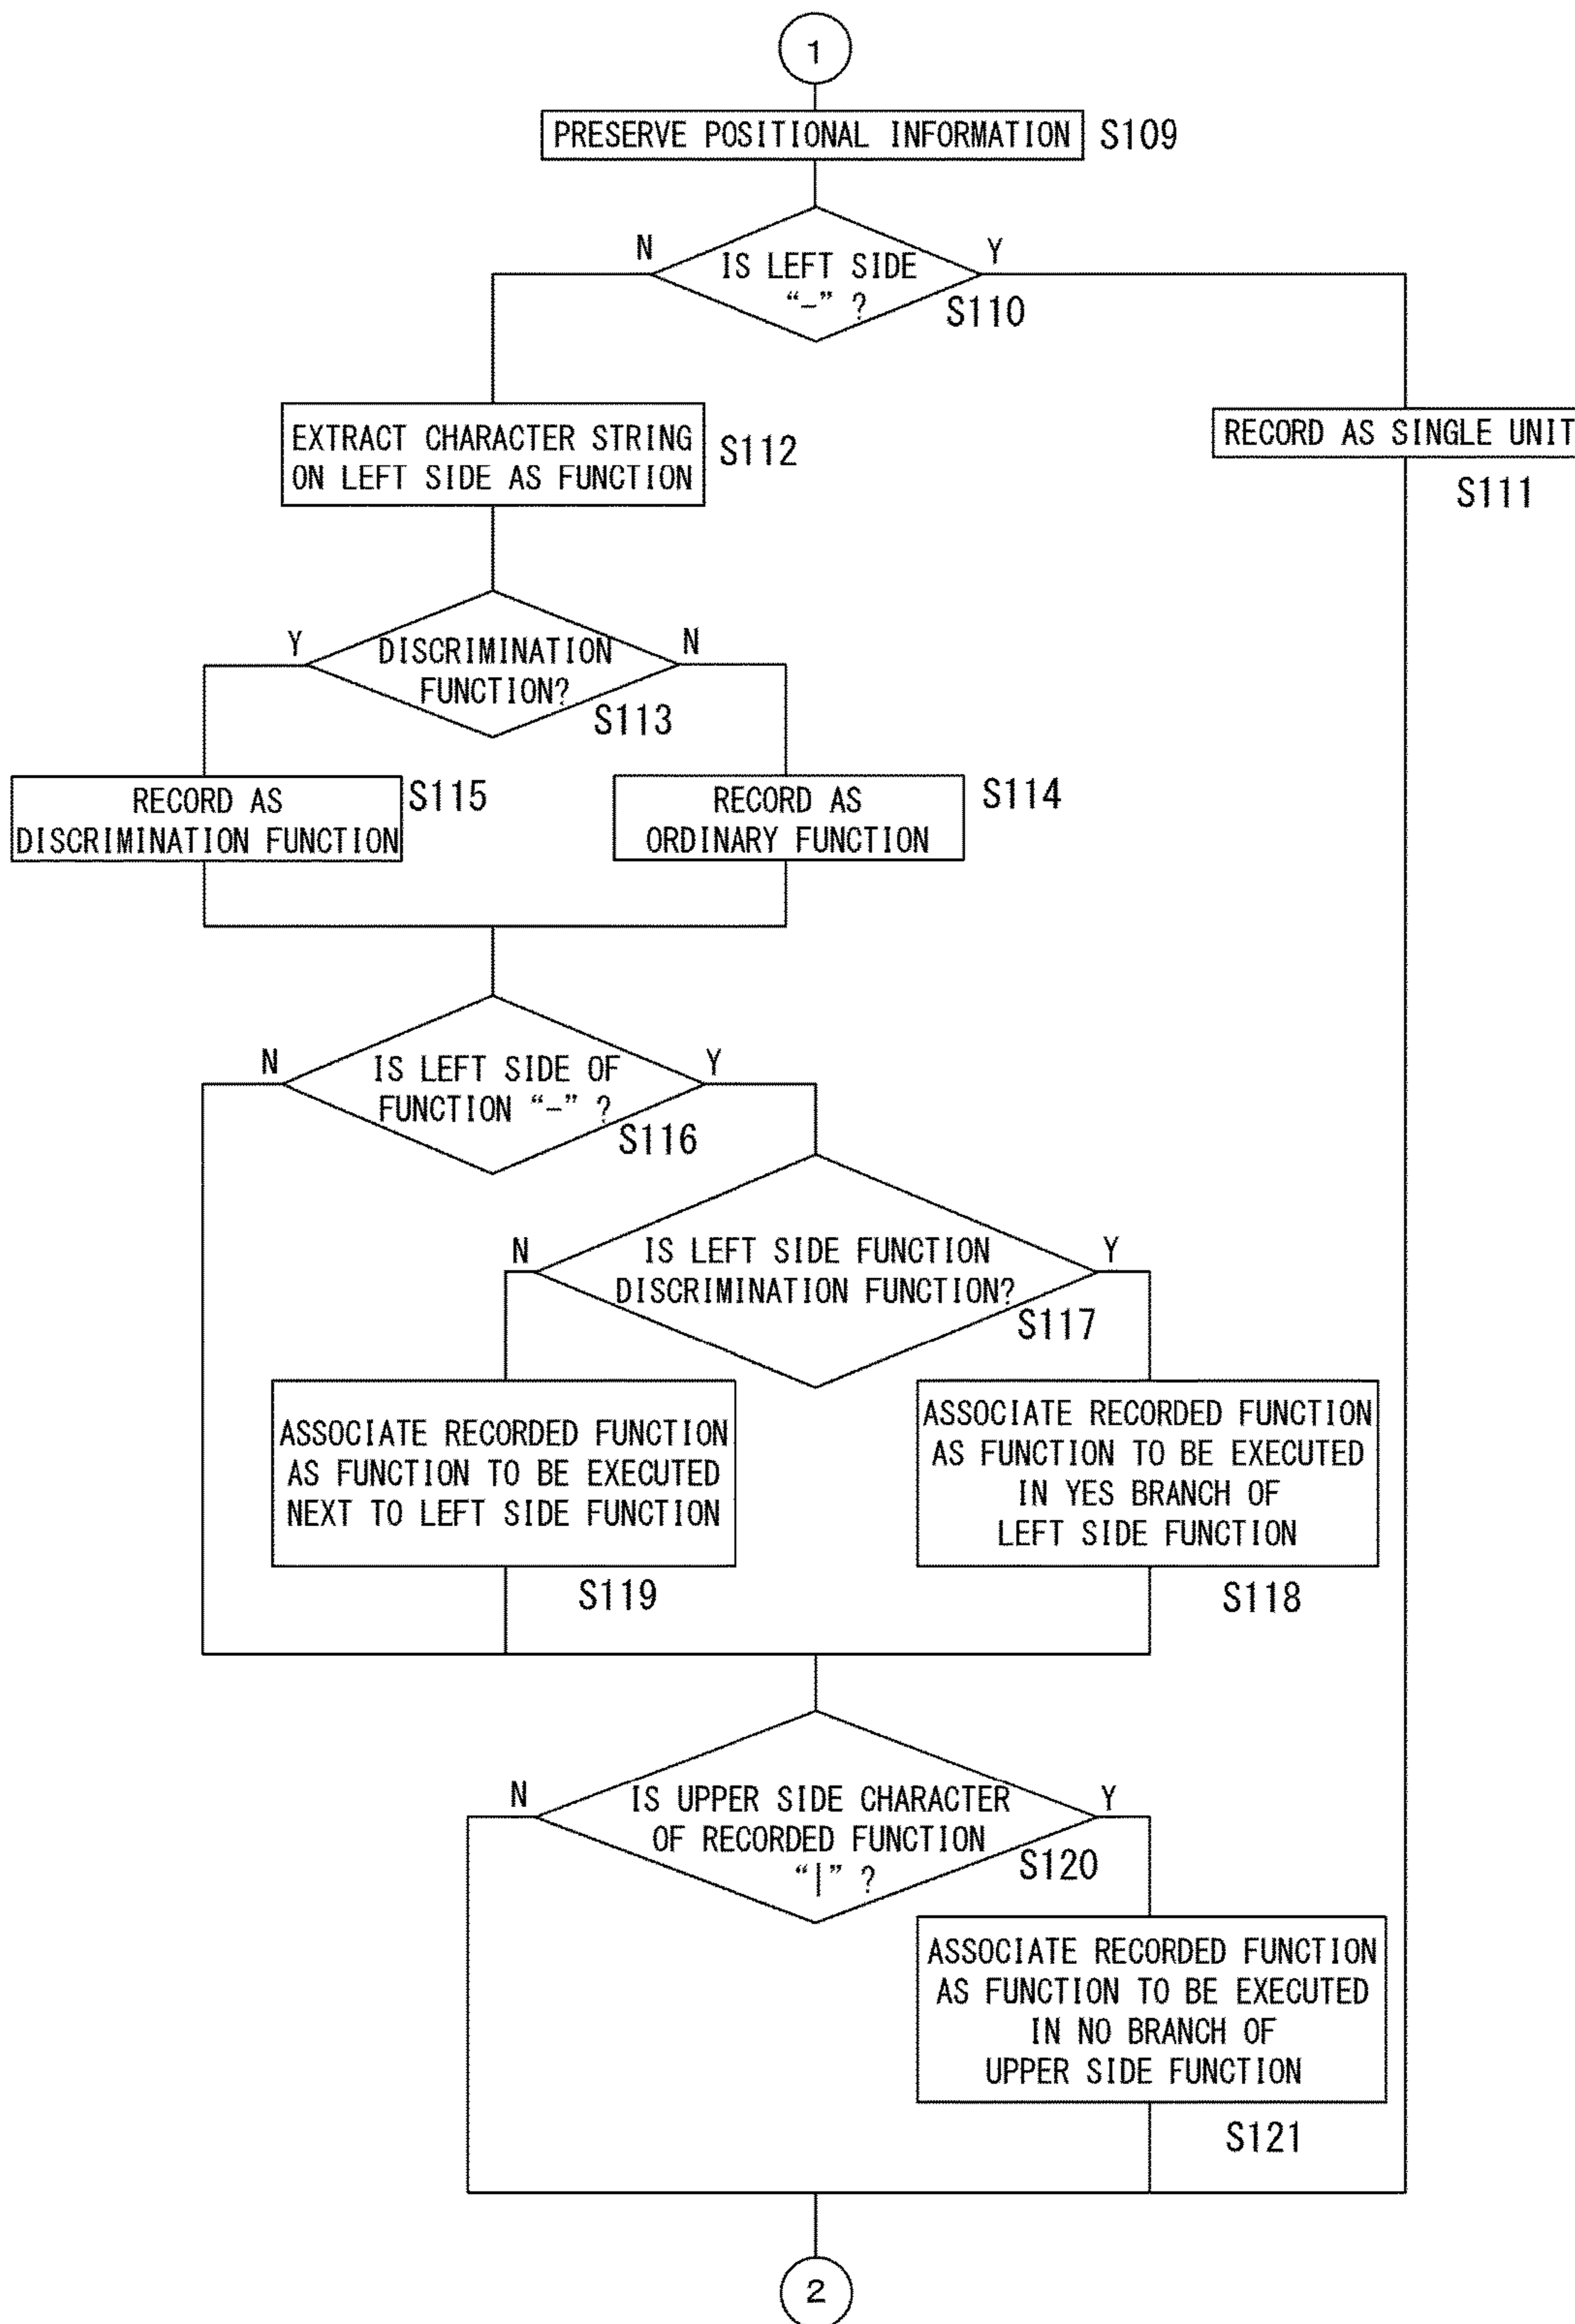 1
PRESERVE POSITIONAL INFORMATION
S109
N
Y
IS LEFT SIDE
“–” ?
S110
EXTRACT CHARACTER STRING
ON LEFT SIDE AS FUNCTION
S112
RECORD AS SINGLE UNIT
S111
Y
N
DISCRIMINATION
FUNCTION?
S113
RECORD AS
DISCRIMINATION FUNCTION
S115
RECORD AS
ORDINARY FUNCTION
S114
N
Y
IS LEFT SIDE OF
FUNCTION “–” ?
S116
N
Y
IS LEFT SIDE FUNCTION
DISCRIMINATION FUNCTION?
S117
ASSOCIATE RECORDED FUNCTION
AS FUNCTION TO BE EXECUTED
NEXT TO LEFT SIDE FUNCTION
S119
ASSOCIATE RECORDED FUNCTION
AS FUNCTION TO BE EXECUTED
IN YES BRANCH OF
LEFT SIDE FUNCTION
S118
N
Y
IS UPPER SIDE CHARACTER
OF RECORDED FUNCTION
“|” ?
S120
ASSOCIATE RECORDED FUNCTION
AS FUNCTION TO BE EXECUTED
IN NO BRANCH OF
UPPER SIDE FUNCTION
S121
2